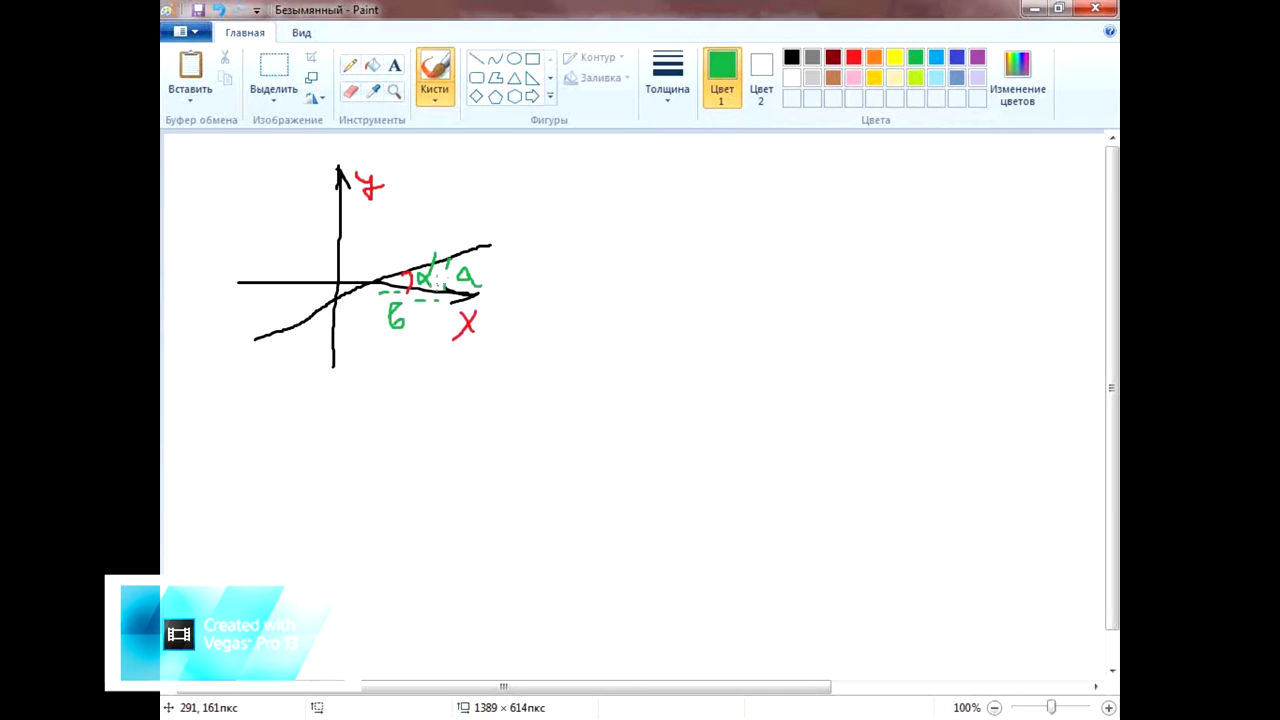 Безымянный - Paint
Главная Вид
Вставить
Выделить
Кисти
Контур
Заливка
Толщина
Цвет 1
Цвет 2
Изменение цветов
Буфер обмена
Изображение
Инструменты
Фигуры
Цвета
y
α a
в
x
Created with
Vegas Pro 13
291, 161пкс
1389 × 614пкс
100%